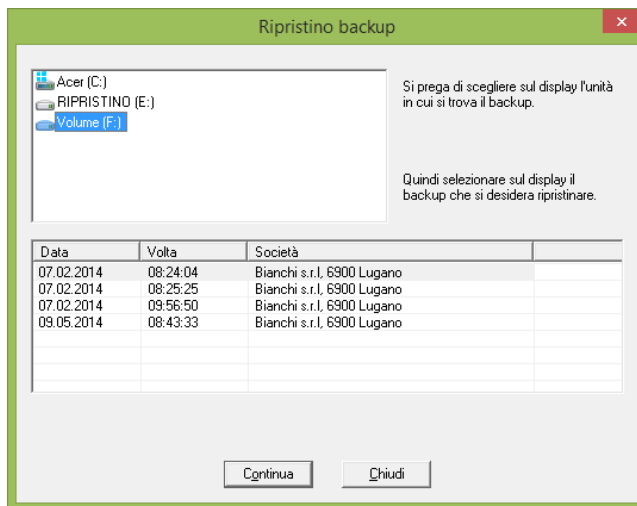 Ripristino backup
Acer (C:)
RIPRISTINO (E:)
Volume (F:)
Si prega di scegliere sul display l'unità
in cui si trova il backup.
Quindi selezionare sul display il
backup che si desidera ripristinare.
Data Volta Società
07.02.2014 08:24:04 Bianchi s.r.l, 6900 Lugano
07.02.2014 08:25:25 Bianchi s.r.l, 6900 Lugano
07.02.2014 09:56:50 Bianchi s.r.l, 6900 Lugano
09.05.2014 08:43:33 Bianchi s.r.l, 6900 Lugano
Continua Chiudi